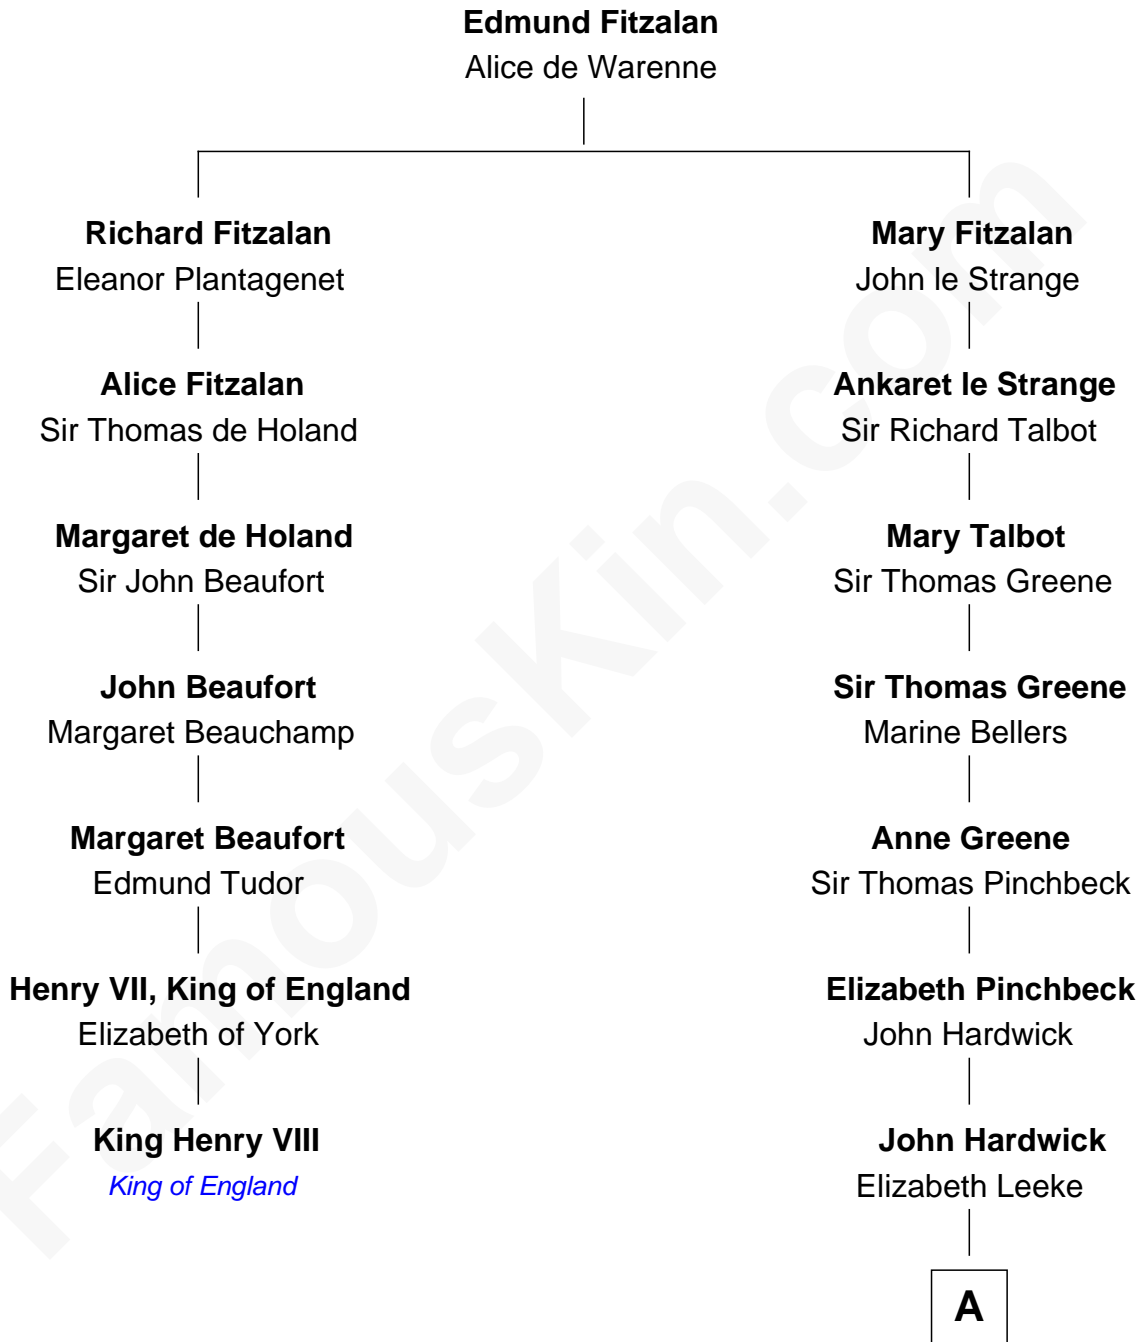 Edmund Fitzalan
Alice de Warenne
Richard Fitzalan
Eleanor Plantagenet
Alice Fitzalan
Sir Thomas de Holand
Margaret de Holand
Sir John Beaufort
John Beaufort
Margaret Beauchamp
Margaret Beaufort
Edmund Tudor
Henry VII, King of England
Elizabeth of York
King Henry VIII
King of England
Mary Fitzalan
John le Strange
Ankaret le Strange
Sir Richard Talbot
Mary Talbot
Sir Thomas Greene
Sir Thomas Greene
Marine Bellers
Anne Greene
Sir Thomas Pinchbeck
Elizabeth Pinchbeck
John Hardwick
John Hardwick
Elizabeth Leeke
A
FamousKin.com